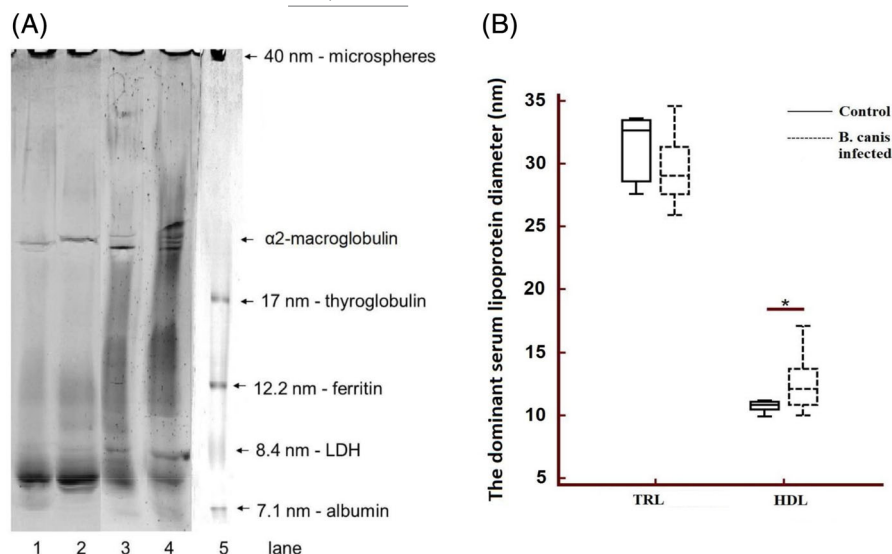 (A)
40 nm - microspheres
α2-macroglobulin
17 nm - thyroglobulin
12.2 nm - ferritin
8.4 nm - LDH
7.1 nm - albumin
1 2 3 4 5 lane
(B)
The dominant serum lipoprotein diameter (nm)
35
30
25
20
15
10
5
Control
B. canis
infected
*
TRL HDL